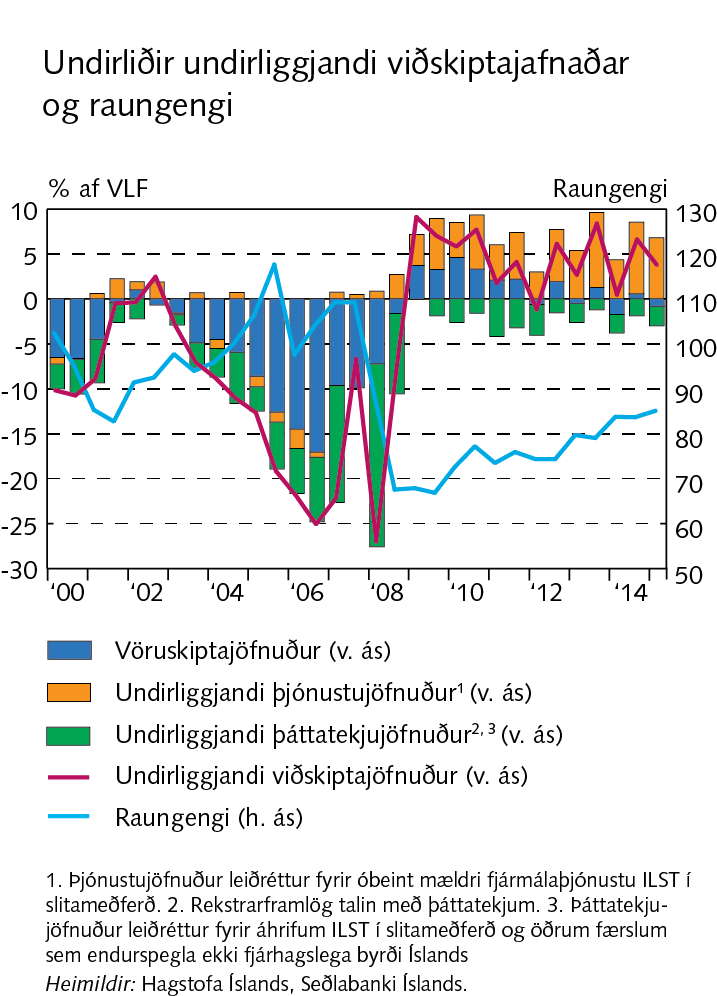 Undirliðir undirliggjandi viðskiptajafnaðar
og raungengi
% af VLF
Raungengi
10
5
0
-5
-10
-15
-20
-25
-30
130
120
110
100
90
80
70
60
50
‘00
‘02
‘04
‘06
‘08
‘10
‘12
‘14
Vöruskiptajöfnuður (v. ás)
Undirliggjandi þjónustujöfnuður¹ (v. ás)
Undirliggjandi þáttatekjujöfnuður²,³ (v. ás)
Undirliggjandi viðskiptajöfnuður (v. ás)
Raungengi (h. ás)
1. Þjónustujöfnuður leiðréttur fyrir óbeint mældri fjármálaþjónustu ILST í
slitameðferð. 2. Rekstrarframlög talin með þáttatekjum. 3. Þáttatekju-
jöfnuður leiðréttur fyrir áhrifum ILST í slitameðferð og öðrum færslum
sem endurspegla ekki fjárhagslega byrði Íslands
Heimildir: Hagstofa Íslands, Seðlabanki Íslands.